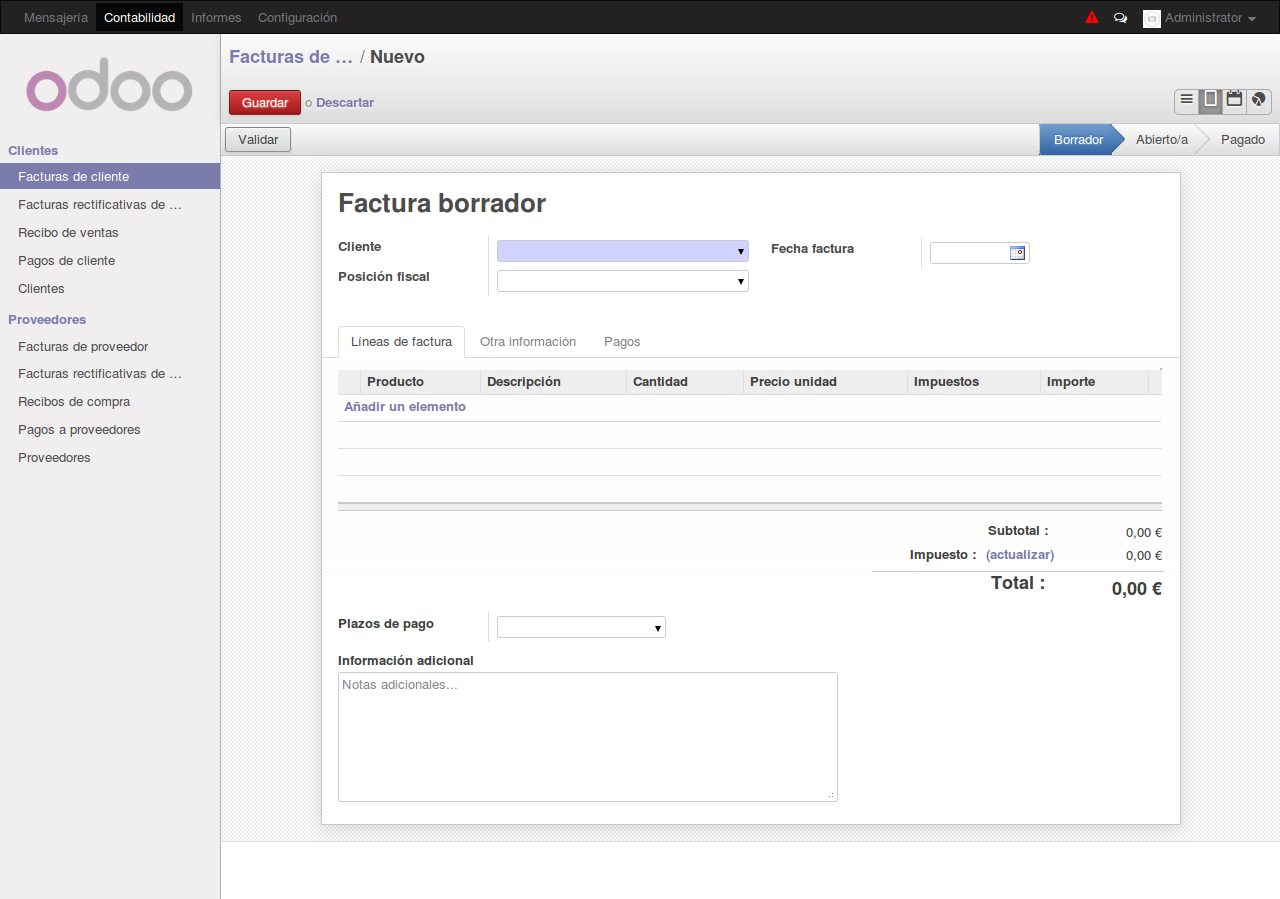 Mensajería Contabilidad Informes Configuración Administrator
odoo
Facturas de ... / Nuevo
Guardar o Descartar
Validar Borrador Abierto/a Pagado
Clientes
Facturas de cliente
Facturas rectificativas de ...
Recibo de ventas
Pagos de cliente
Clientes
Proveedores
Facturas de proveedor
Facturas rectificativas de ...
Recibos de compra
Pagos a proveedores
Proveedores
Factura borrador
Cliente Fecha factura
Posición fiscal
Líneas de factura Otra información Pagos
Producto Descripción Cantidad Precio unidad Impuestos Importe
Añadir un elemento
Subtotal : 0,00 €
Impuesto : (actualizar) 0,00 €
Total : 0,00 €
Plazos de pago
Información adicional
Notas adicionales...